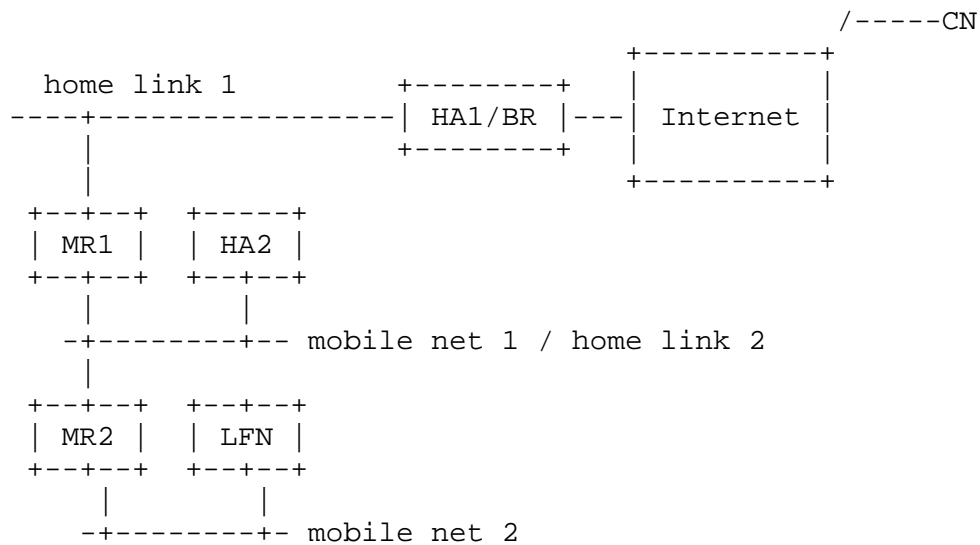 CN
home link 1
HA1/BR
Internet
MR1
HA2
mobile net 1 / home link 2
MR2
LFN
mobile net 2